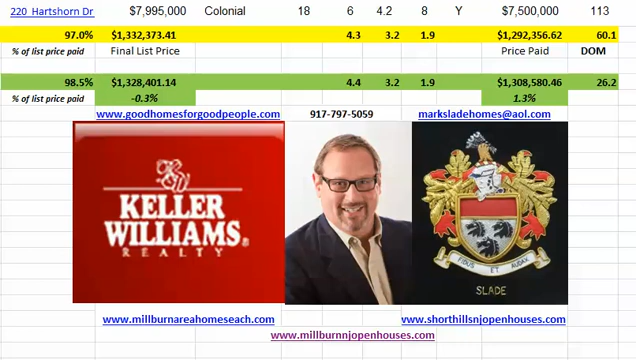 220 Hartshorn Dr $7,995,000 Colonial 18 6 4.2 8 Y $7,500,000 113
97.0% $1,332,373.41 4.3 3.2 1.9 $1,292,356.62 60.1
% of list price paid Final List Price Price Paid DOM
98.5% $1,328,401.14 4.4 3.2 1.9 $1,308,580.46 26.2
% of list price paid -0.3% 1.3%
www.goodhomesforgoodpeople.com 917-797-5059 marksladehomes@aol.com
KW
KELLER
WILLIAMS®
REALTY
FIDUS ET AUDAX
SLADE
www.millburnareahomeseach.com www.shorthillsnjopenhouses.com
www.millburnnjopenhouses.com